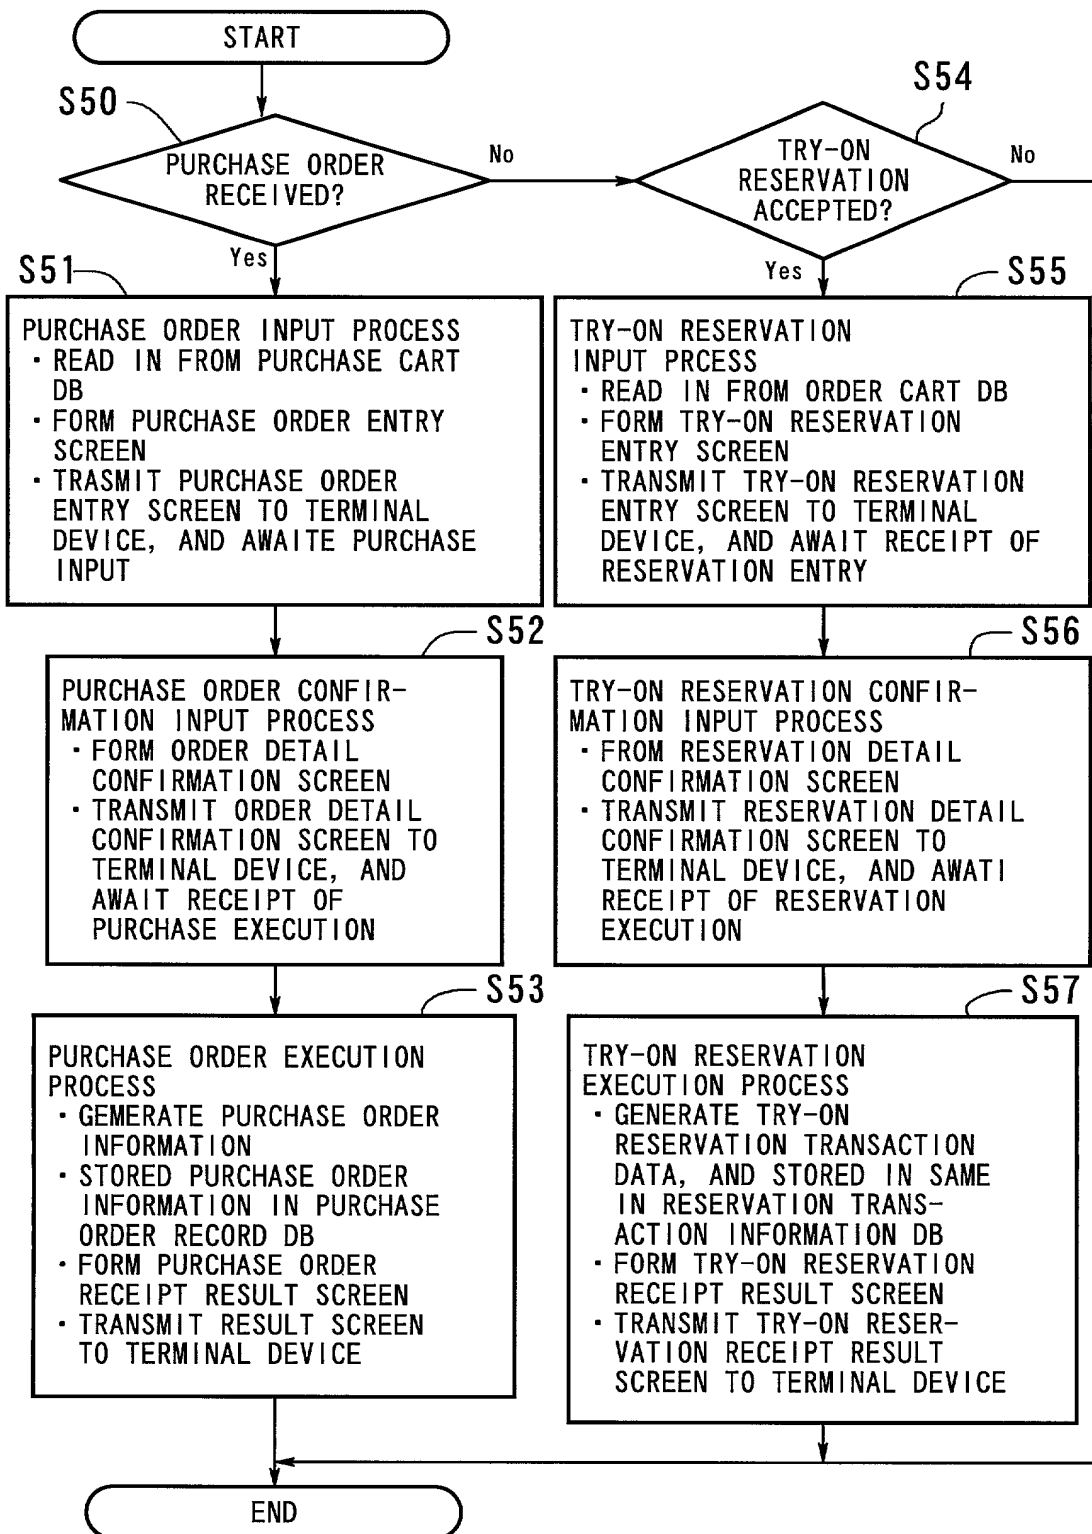 START
S50
PURCHASE ORDER
RECEIVED?
No
Yes
S51
PURCHASE ORDER INPUT PROCESS
・READ IN FROM PURCHASE CART
DB
・FORM PURCHASE ORDER ENTRY
SCREEN
・TRASMIT PURCHASE ORDER
ENTRY SCREEN TO TERMINAL
DEVICE, AND AWAITE PURCHASE
INPUT
S52
PURCHASE ORDER CONFIR-
MATION INPUT PROCESS
・FORM ORDER DETAIL
CONFIRMATION SCREEN
・TRANSMIT ORDER DETAIL
CONFIRMATION SCREEN TO
TERMINAL DEVICE, AND
AWAIT RECEIPT OF
PURCHASE EXECUTION
S53
PURCHASE ORDER EXECUTION
PROCESS
・GEMERATE PURCHASE ORDER
INFORMATION
・STORED PURCHASE ORDER
INFORMATION IN PURCHASE
ORDER RECORD DB
・FORM PURCHASE ORDER
RECEIPT RESULT SCREEN
・TRANSMIT RESULT SCREEN
TO TERMINAL DEVICE
S54
TRY-ON
RESERVATION
ACCEPTED?
No
Yes
S55
TRY-ON RESERVATION
INPUT PRCESS
・READ IN FROM ORDER CART DB
・FORM TRY-ON RESERVATION
ENTRY SCREEN
・TRANSMIT TRY-ON RESERVATION
ENTRY SCREEN TO TERMINAL
DEVICE, AND AWAIT RECEIPT OF
RESERVATION ENTRY
S56
TRY-ON RESERVATION CONFIR-
MATION INPUT PROCESS
・FROM RESERVATION DETAIL
CONFIRMATION SCREEN
・TRANSMIT RESERVATION DETAIL
CONFIRMATION SCREEN TO
TERMINAL DEVICE, AND AWATI
RECEIPT OF RESERVATION
EXECUTION
S57
TRY-ON RESERVATION
EXECUTION PROCESS
・GENERATE TRY-ON
RESERVATION TRANSACTION
DATA, AND STORED IN SAME
IN RESERVATION TRANS-
ACTION INFORMATION DB
・FORM TRY-ON RESERVATION
RECEIPT RESULT SCREEN
・TRANSMIT TRY-ON RESER-
VATION RECEIPT RESULT
SCREEN TO TERMINAL DEVICE
END